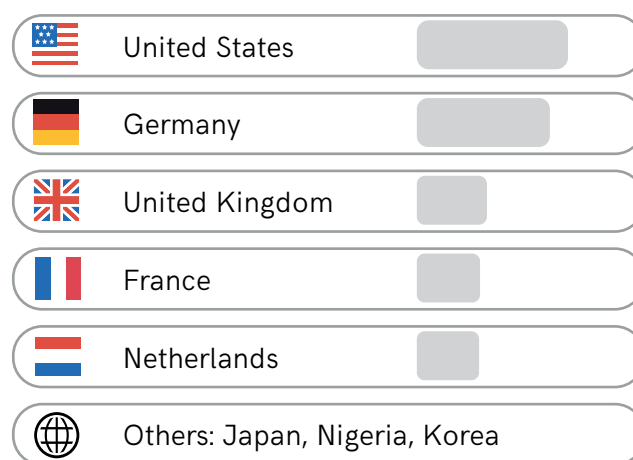 United States
Germany
United Kingdom
France
Netherlands
Others: Japan, Nigeria, Korea